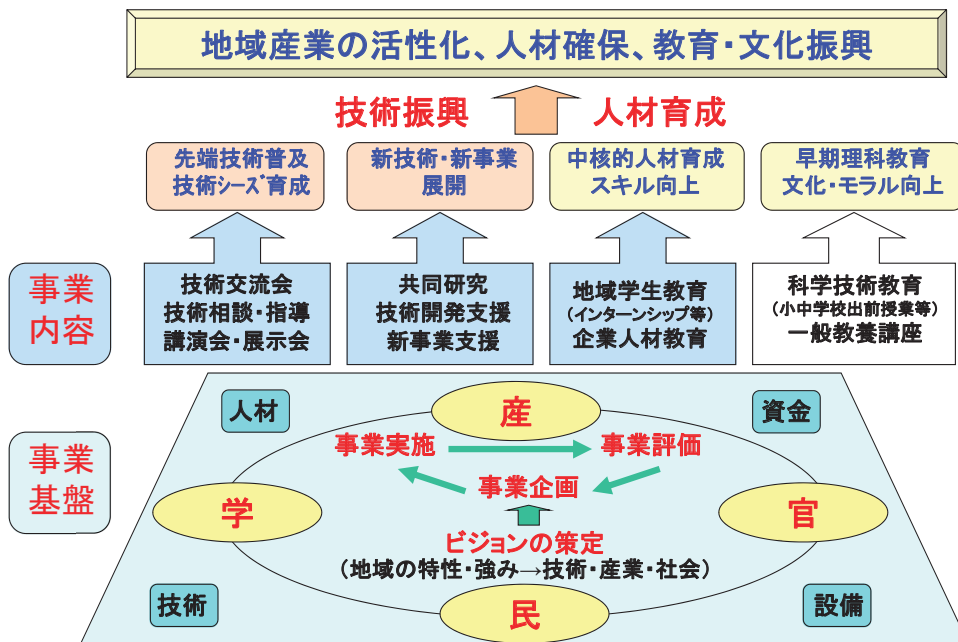 地域産業の活性化、人材確保、教育・文化振興
技術振興
人材育成
先端技術普及
技術シーズ育成
新技術・新事業
展開
中核的人材育成
スキル向上
早期理科教育
文化・モラル向上
事業
内容
技術交流会
技術相談・指導
講演会・展示会
共同研究
技術開発支援
新事業支援
地域学生教育
(インターンシップ等)
企業人材教育
科学技術教育
(小中学校出前授業等)
一般教養講座
事業
基盤
人材
産
資金
事業実施
事業評価
事業企画
学
官
ビジョンの策定
(地域の特性・強み→技術・産業・社会)
技術
民
設備